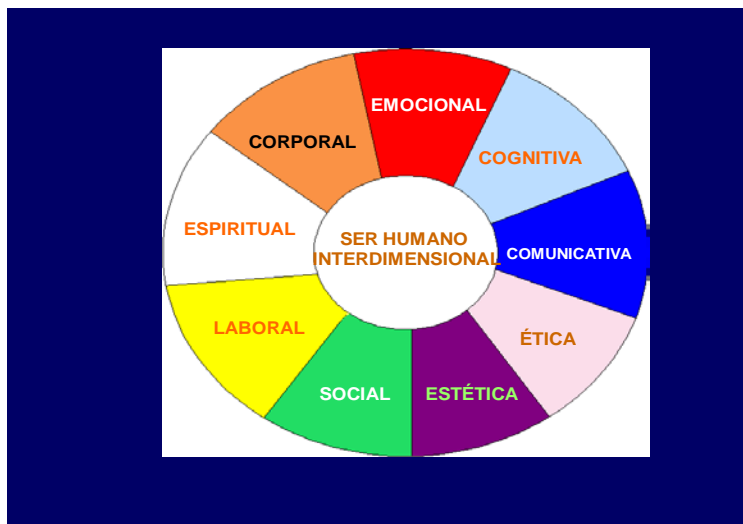 EMOCIONAL
CORPORAL
COGNITIVA
ESPIRITUAL
SER HUMANO
INTERDIMENSIONAL
COMUNICATIVA
LABORAL
ÉTICA
SOCIAL
ESTÉTICA